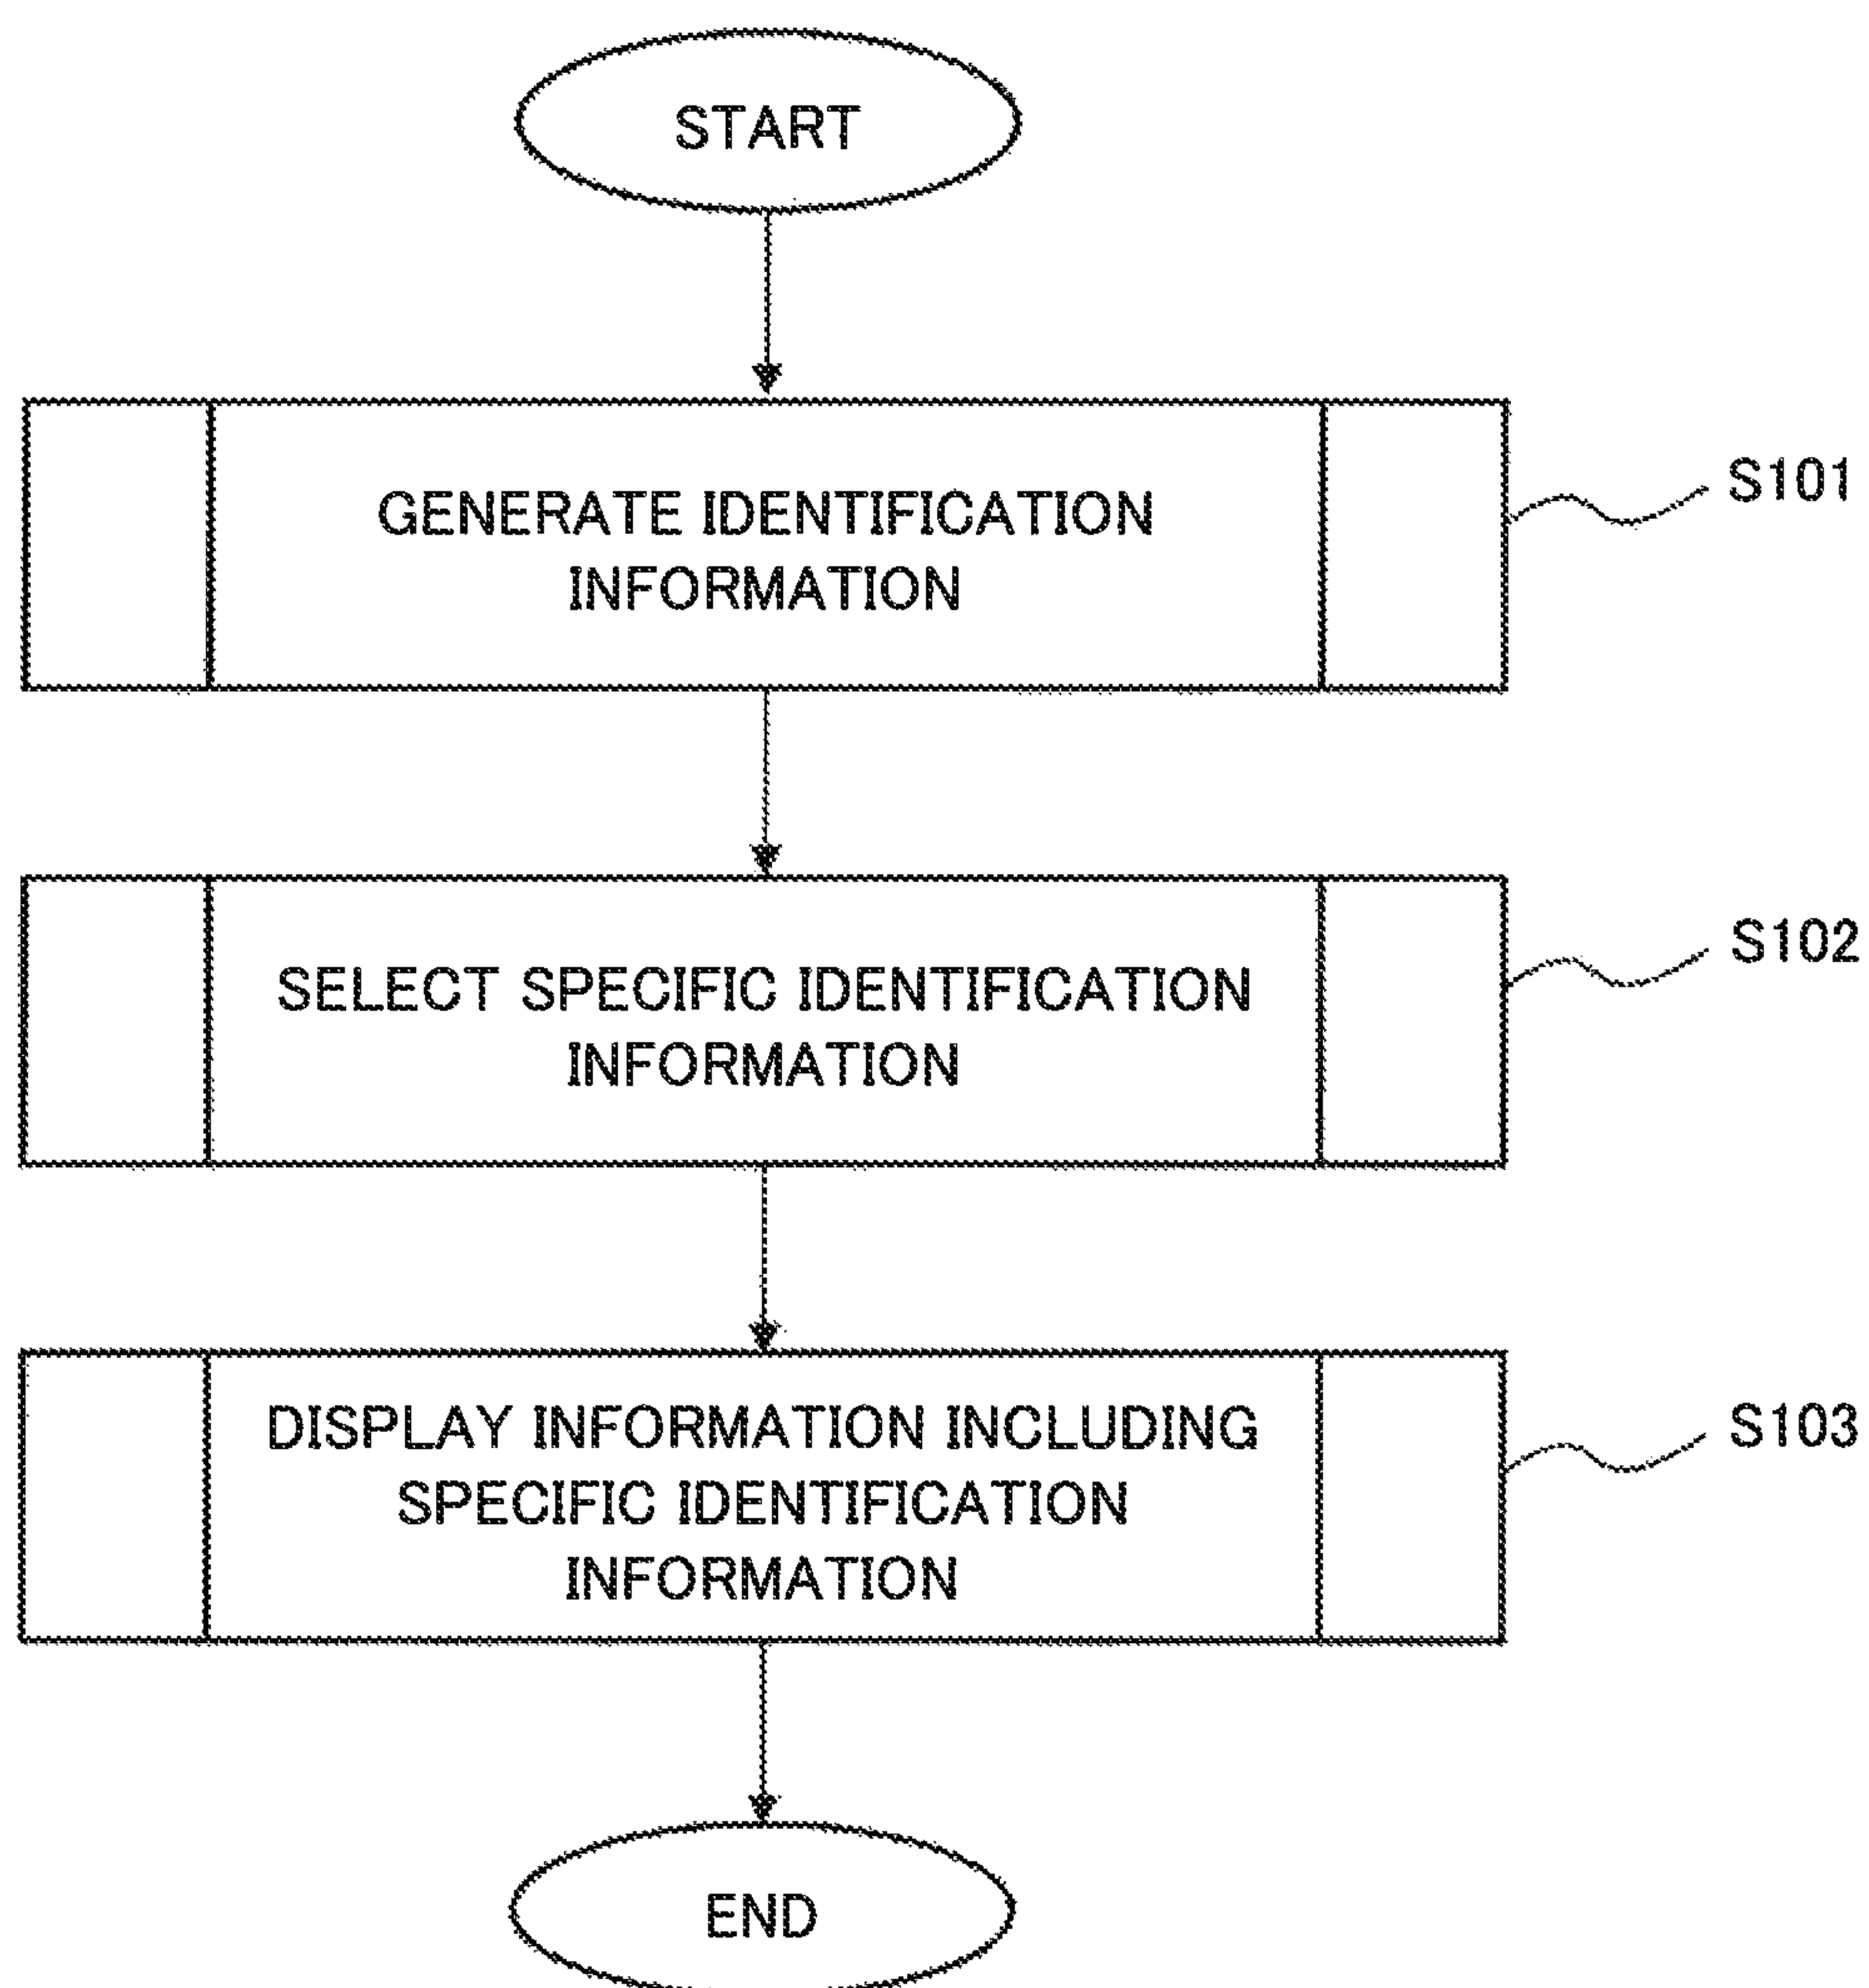 START
GENERATE IDENTIFICATION
INFORMATION
S101
SELECT SPECIFIC IDENTIFICATION
INFORMATION
S102
DISPLAY INFORMATION INCLUDING
SPECIFIC IDENTIFICATION
INFORMATION
S103
END